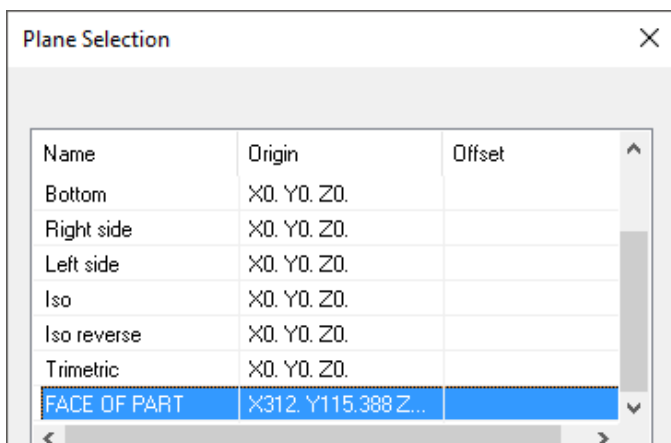 Plane Selection
Name Origin Offset
Bottom X0. Y0. Z0.
Right side X0. Y0. Z0.
Left side X0. Y0. Z0.
Iso X0. Y0. Z0.
Iso reverse X0. Y0. Z0.
Trimetric X0. Y0. Z0.
FACE OF PART X312. Y115.388 Z...